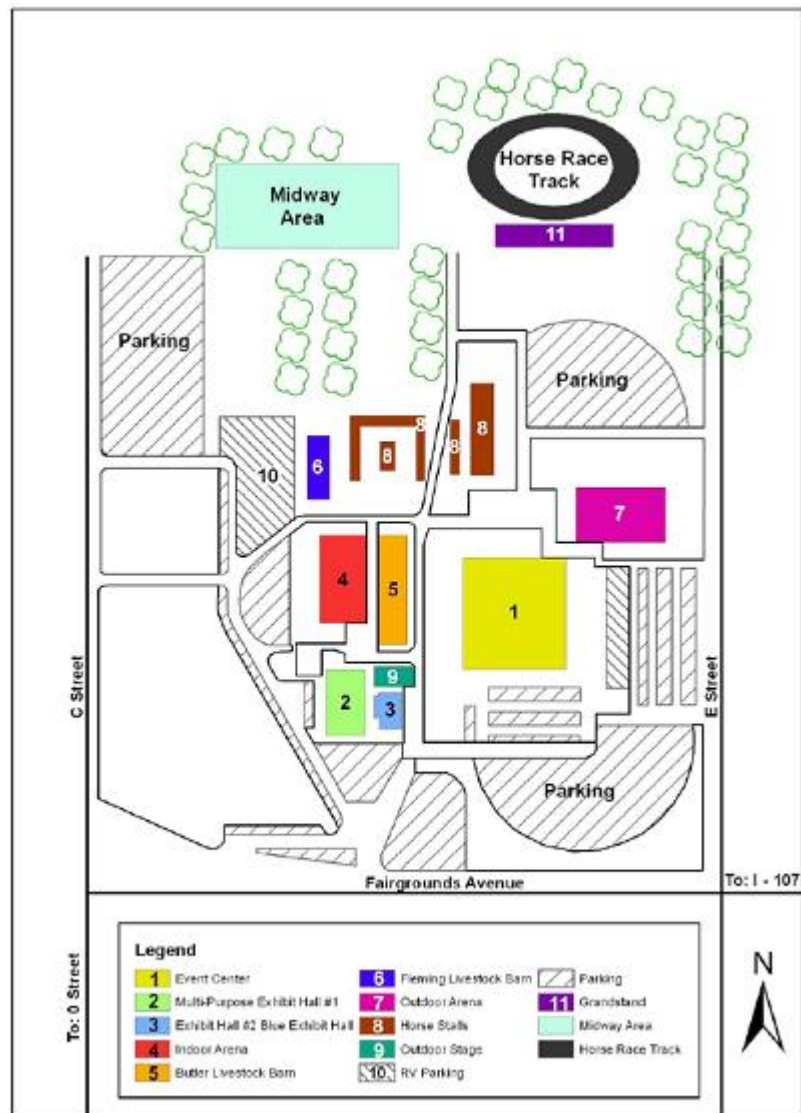 Horse Race
Track
Midway
Area
11
Parking
Parking
8
8
8
8
6
10
7
4
5
1
9
2
3
C Street
E Street
Parking
Fairgrounds Avenue
To: I - 107
To: 0 Street
Legend
1 Event Center
2 Multi-Purpose Exhibit Hall #1
3 Exhibit Hall #2 Blue Exhibit Hall
4 Indoor Arena
5 Butler Livestock Barn
6 Fleming Livestock Barn
7 Outdoor Arena
8 Horse Stalls
9 Outdoor Stage
10 RV Parking
Parking
11 Grandstand
Midway Area
Horse Race Track
N